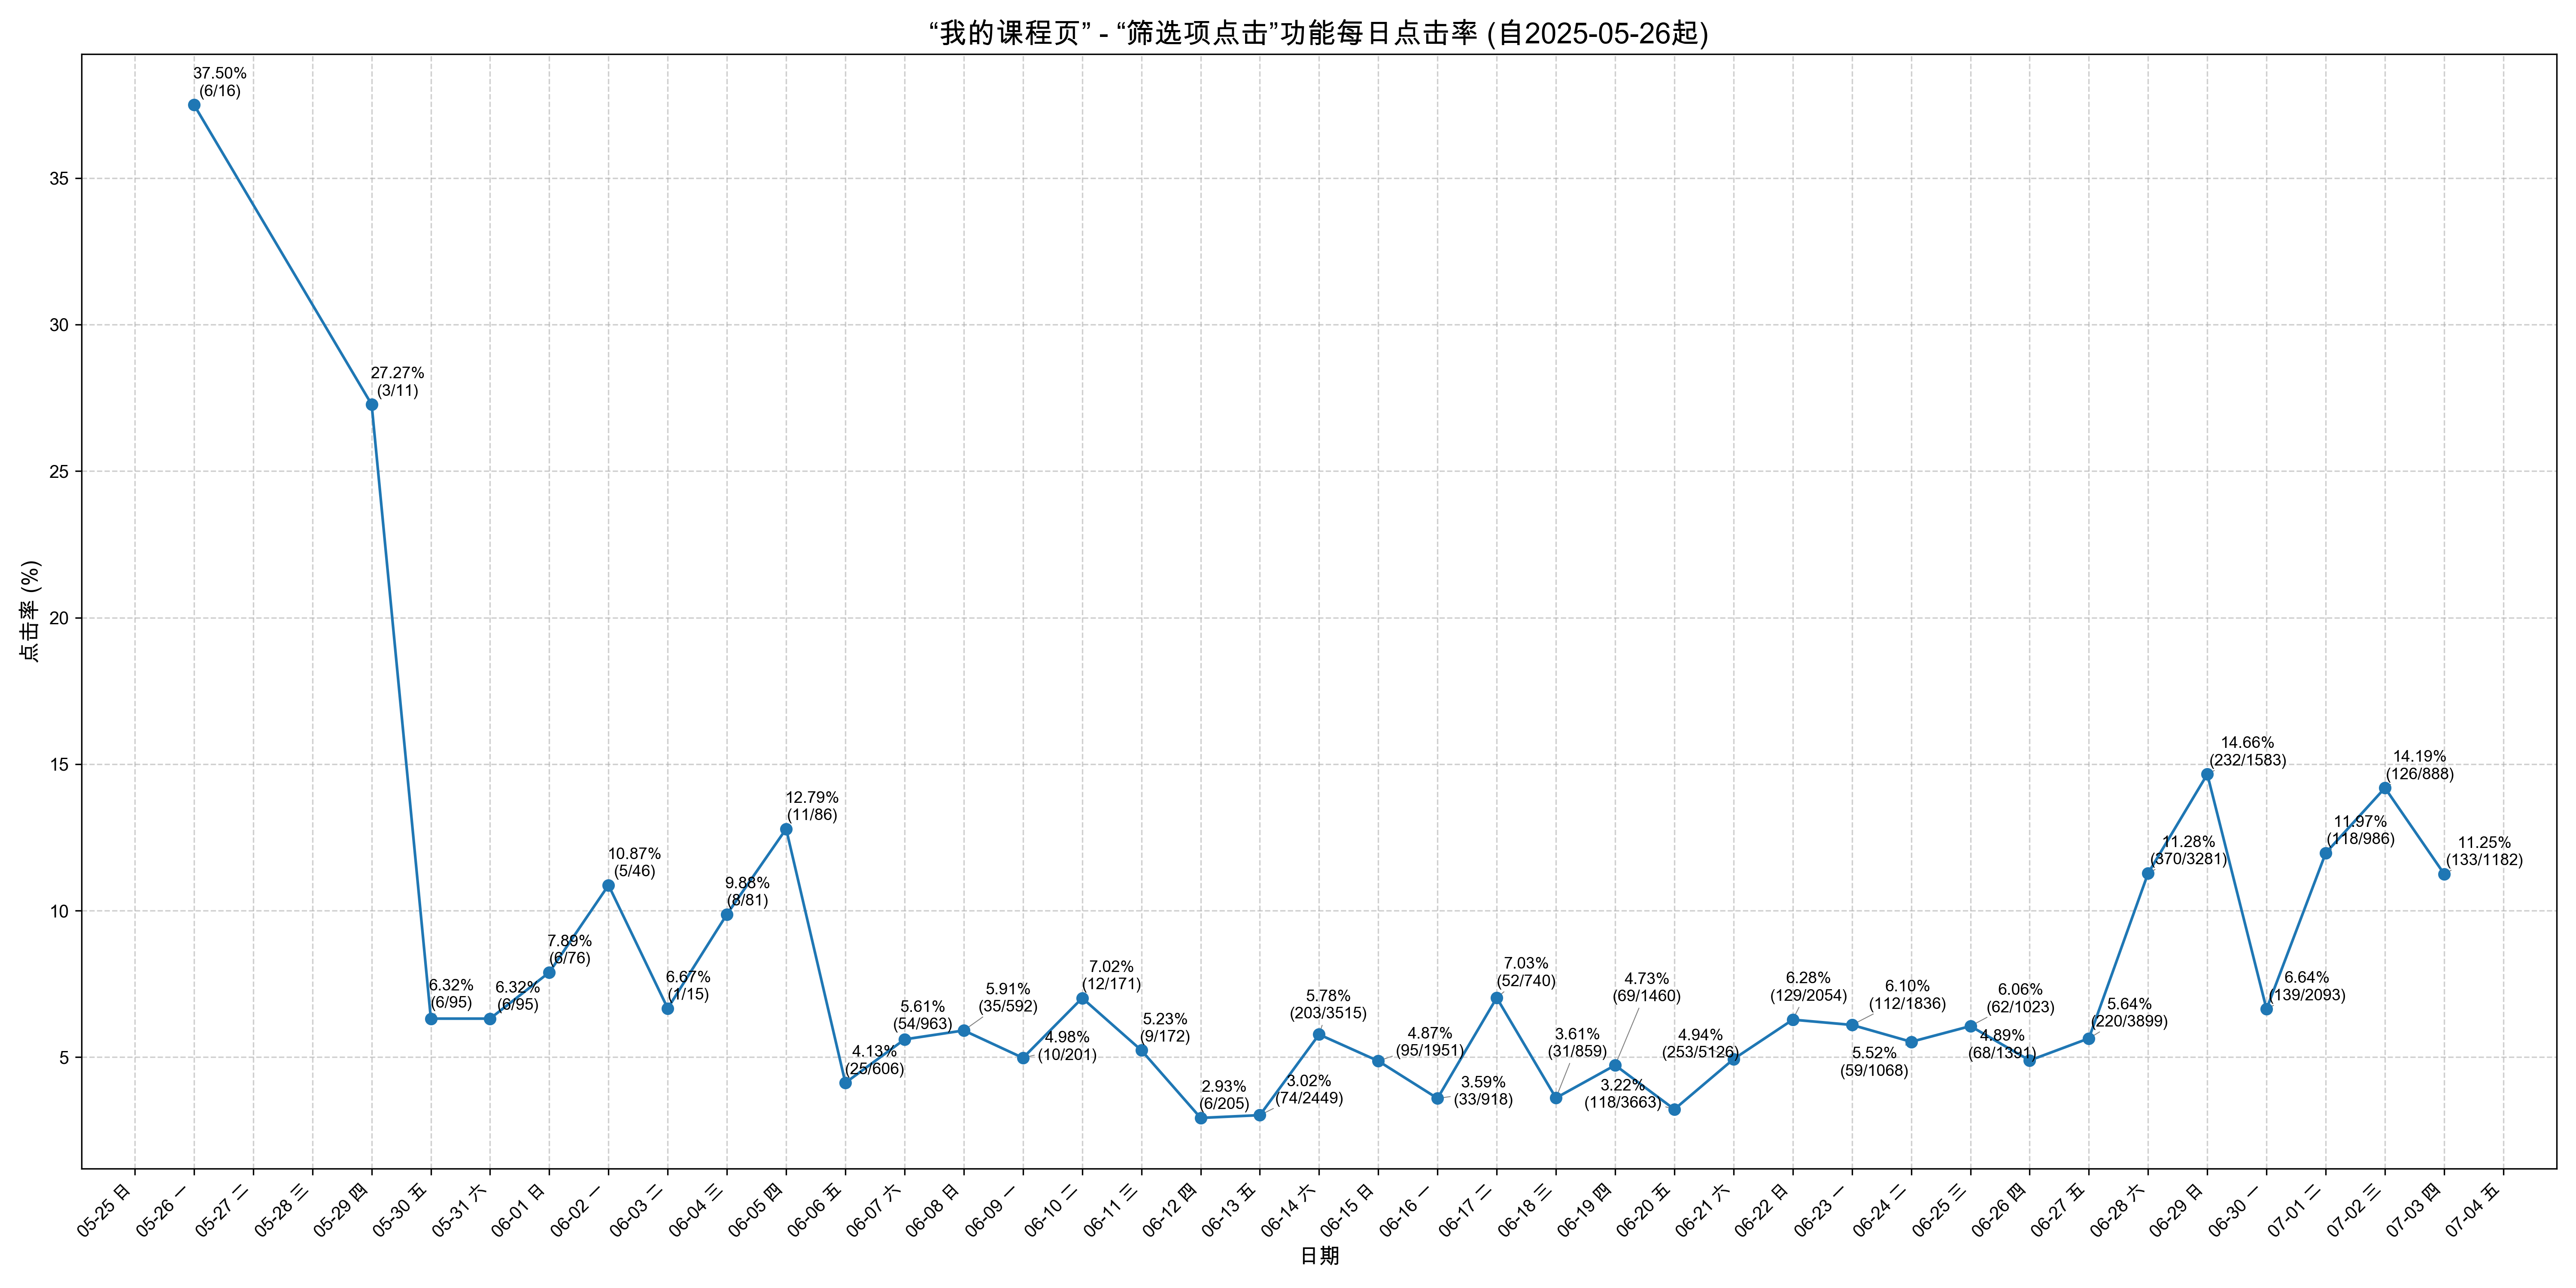 “我的课程页” - “筛选项点击”功能每日点击率 (自2025-05-26起)
点击率 (%)
35
30
25
20
15
10
5
37.50%
(6/16)
27.27%
(3/11)
6.32%
(6/95)
6.32%
(6/95)
7.89%
(6/76)
10.87%
(5/46)
6.67%
(1/15)
9.88%
(8/81)
12.79%
(11/86)
4.13%
(25/606)
5.61%
(54/963)
5.91%
(35/592)
4.98%
(10/201)
7.02%
(12/171)
5.23%
(9/172)
2.93%
(6/205)
3.02%
(74/2449)
5.78%
(203/3515)
4.87%
(95/1951)
3.59%
(33/918)
7.03%
(52/740)
3.61%
(31/859)
4.73%
(69/1460)
3.22%
(118/3663)
4.94%
(253/5126)
6.28%
(129/2054)
6.10%
(112/1836)
5.52%
(59/1068)
6.06%
(62/1023)
4.89%
(68/1391)
5.64%
(220/3899)
11.28%
(370/3281)
14.66%
(232/1583)
6.64%
(139/2093)
11.97%
(118/986)
14.19%
(126/888)
11.25%
(133/1182)
05-25 日
05-26 一
05-27 二
05-28 三
05-29 四
05-30 五
05-31 六
06-01 日
06-02 一
06-03 二
06-04 三
06-05 四
06-06 五
06-07 六
06-08 日
06-09 一
06-10 二
06-11 三
06-12 四
06-13 五
06-14 六
06-15 日
06-16 一
06-17 二
06-18 三
06-19 四
06-20 五
06-21 六
06-22 日
06-23 一
06-24 二
06-25 三
06-26 四
06-27 五
06-28 六
06-29 日
06-30 一
07-01 二
07-02 三
07-03 四
07-04 五
日期